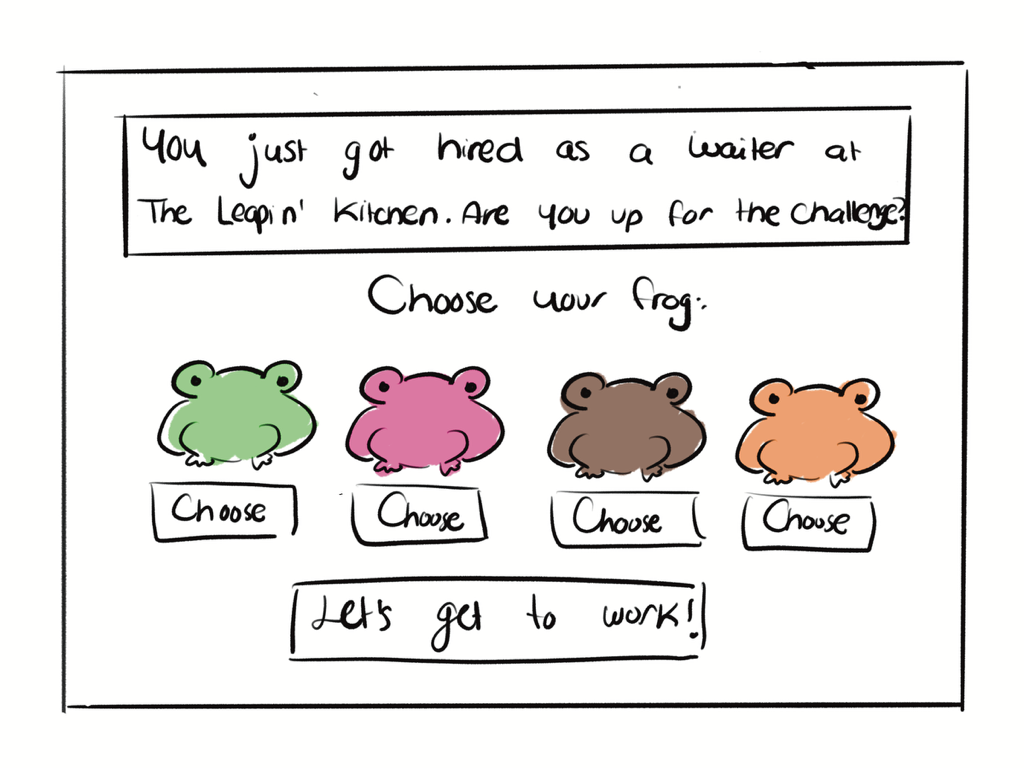 You just got hired as a waiter at
The Leapin' Kitchen. Are you up for the challenge?
Choose your frog:
Choose Choose Choose Choose
Let's get to work!